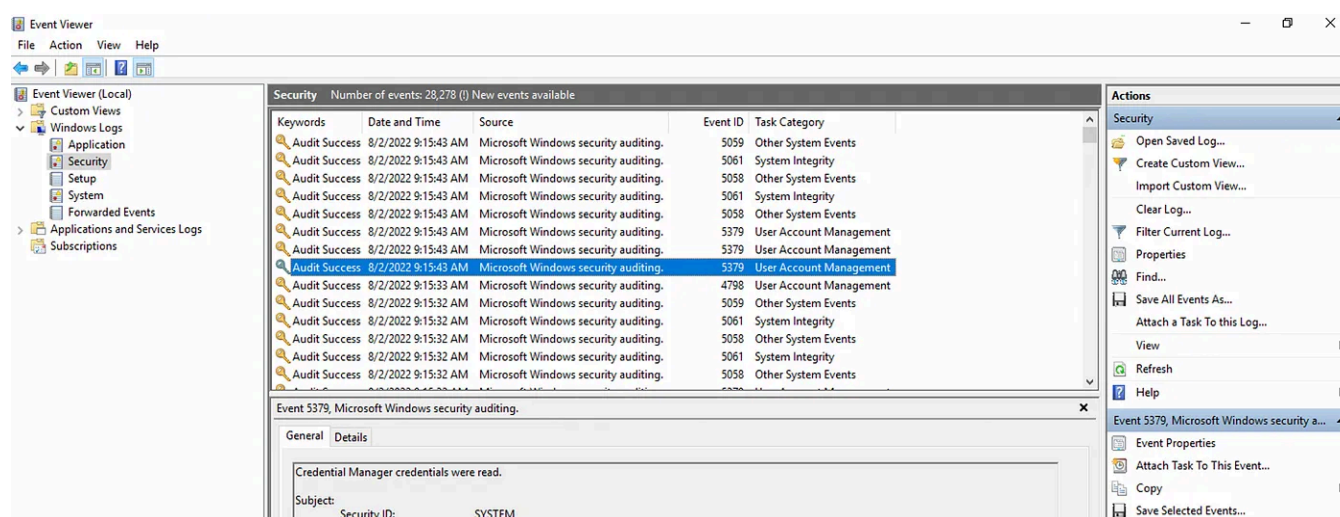 Event Viewer
File Action View Help
Event Viewer (Local)
Custom Views
Windows Logs
Application
Security
Setup
System
Forwarded Events
Applications and Services Logs
Subscriptions
Security Number of events: 28,278 (!) New events available
Keywords Date and Time Source Event ID Task Category
Audit Success 8/2/2022 9:15:43 AM Microsoft Windows security auditing. 5059 Other System Events
Audit Success 8/2/2022 9:15:43 AM Microsoft Windows security auditing. 5061 System Integrity
Audit Success 8/2/2022 9:15:43 AM Microsoft Windows security auditing. 5058 Other System Events
Audit Success 8/2/2022 9:15:43 AM Microsoft Windows security auditing. 5061 System Integrity
Audit Success 8/2/2022 9:15:43 AM Microsoft Windows security auditing. 5058 Other System Events
Audit Success 8/2/2022 9:15:43 AM Microsoft Windows security auditing. 5379 User Account Management
Audit Success 8/2/2022 9:15:43 AM Microsoft Windows security auditing. 5379 User Account Management
Audit Success 8/2/2022 9:15:43 AM Microsoft Windows security auditing. 5379 User Account Management
Audit Success 8/2/2022 9:15:33 AM Microsoft Windows security auditing. 4798 User Account Management
Audit Success 8/2/2022 9:15:32 AM Microsoft Windows security auditing. 5059 Other System Events
Audit Success 8/2/2022 9:15:32 AM Microsoft Windows security auditing. 5061 System Integrity
Audit Success 8/2/2022 9:15:32 AM Microsoft Windows security auditing. 5058 Other System Events
Audit Success 8/2/2022 9:15:32 AM Microsoft Windows security auditing. 5061 System Integrity
Audit Success 8/2/2022 9:15:32 AM Microsoft Windows security auditing. 5058 Other System Events
Event 5379, Microsoft Windows security auditing.
General Details
Credential Manager credentials were read.
Subject:
Security ID: SYSTEM
Actions
Security
Open Saved Log...
Create Custom View...
Import Custom View...
Clear Log...
Filter Current Log...
Properties
Find...
Save All Events As...
Attach a Task To this Log...
View
Refresh
Help
Event 5379, Microsoft Windows security a...
Event Properties
Attach Task To This Event...
Copy
Save Selected Events...